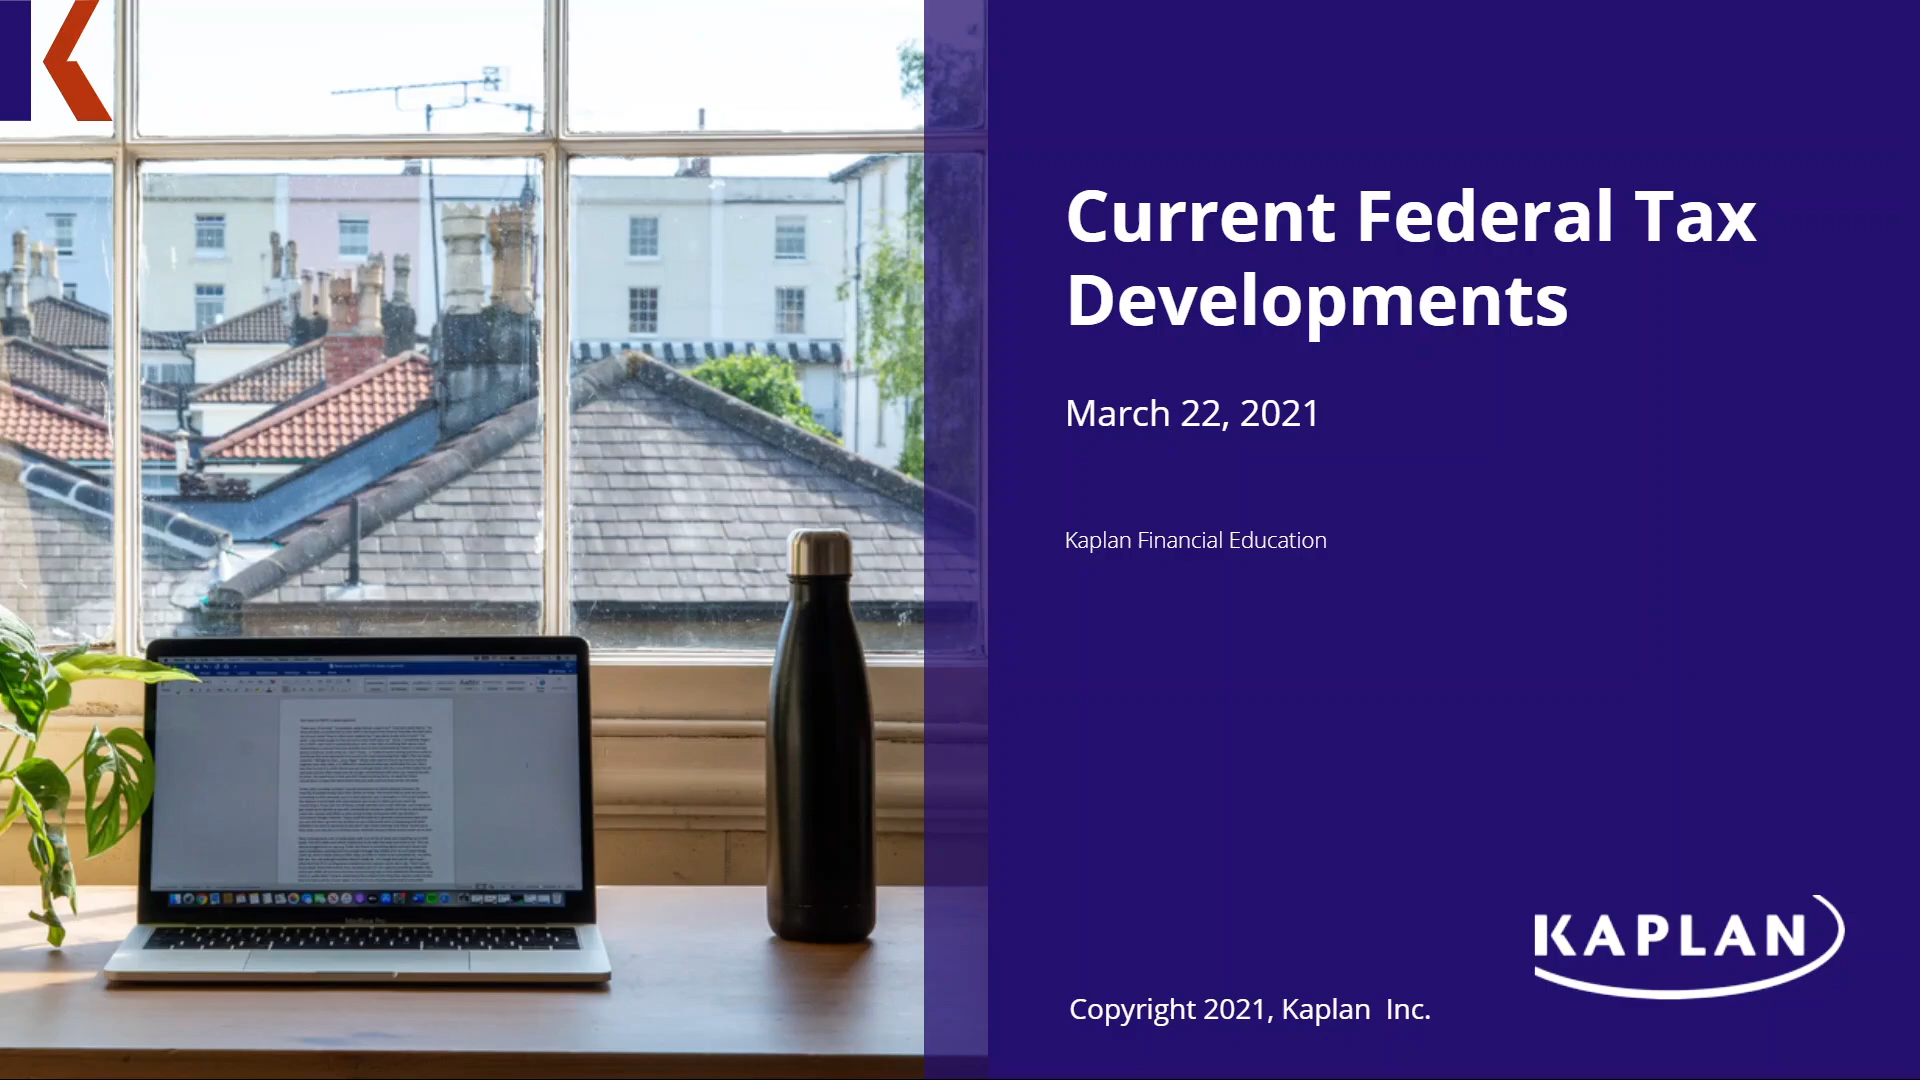 Current Federal Tax
Developments
March 22, 2021
Kaplan Financial Education
KAPLAN
Copyright 2021, Kaplan Inc.